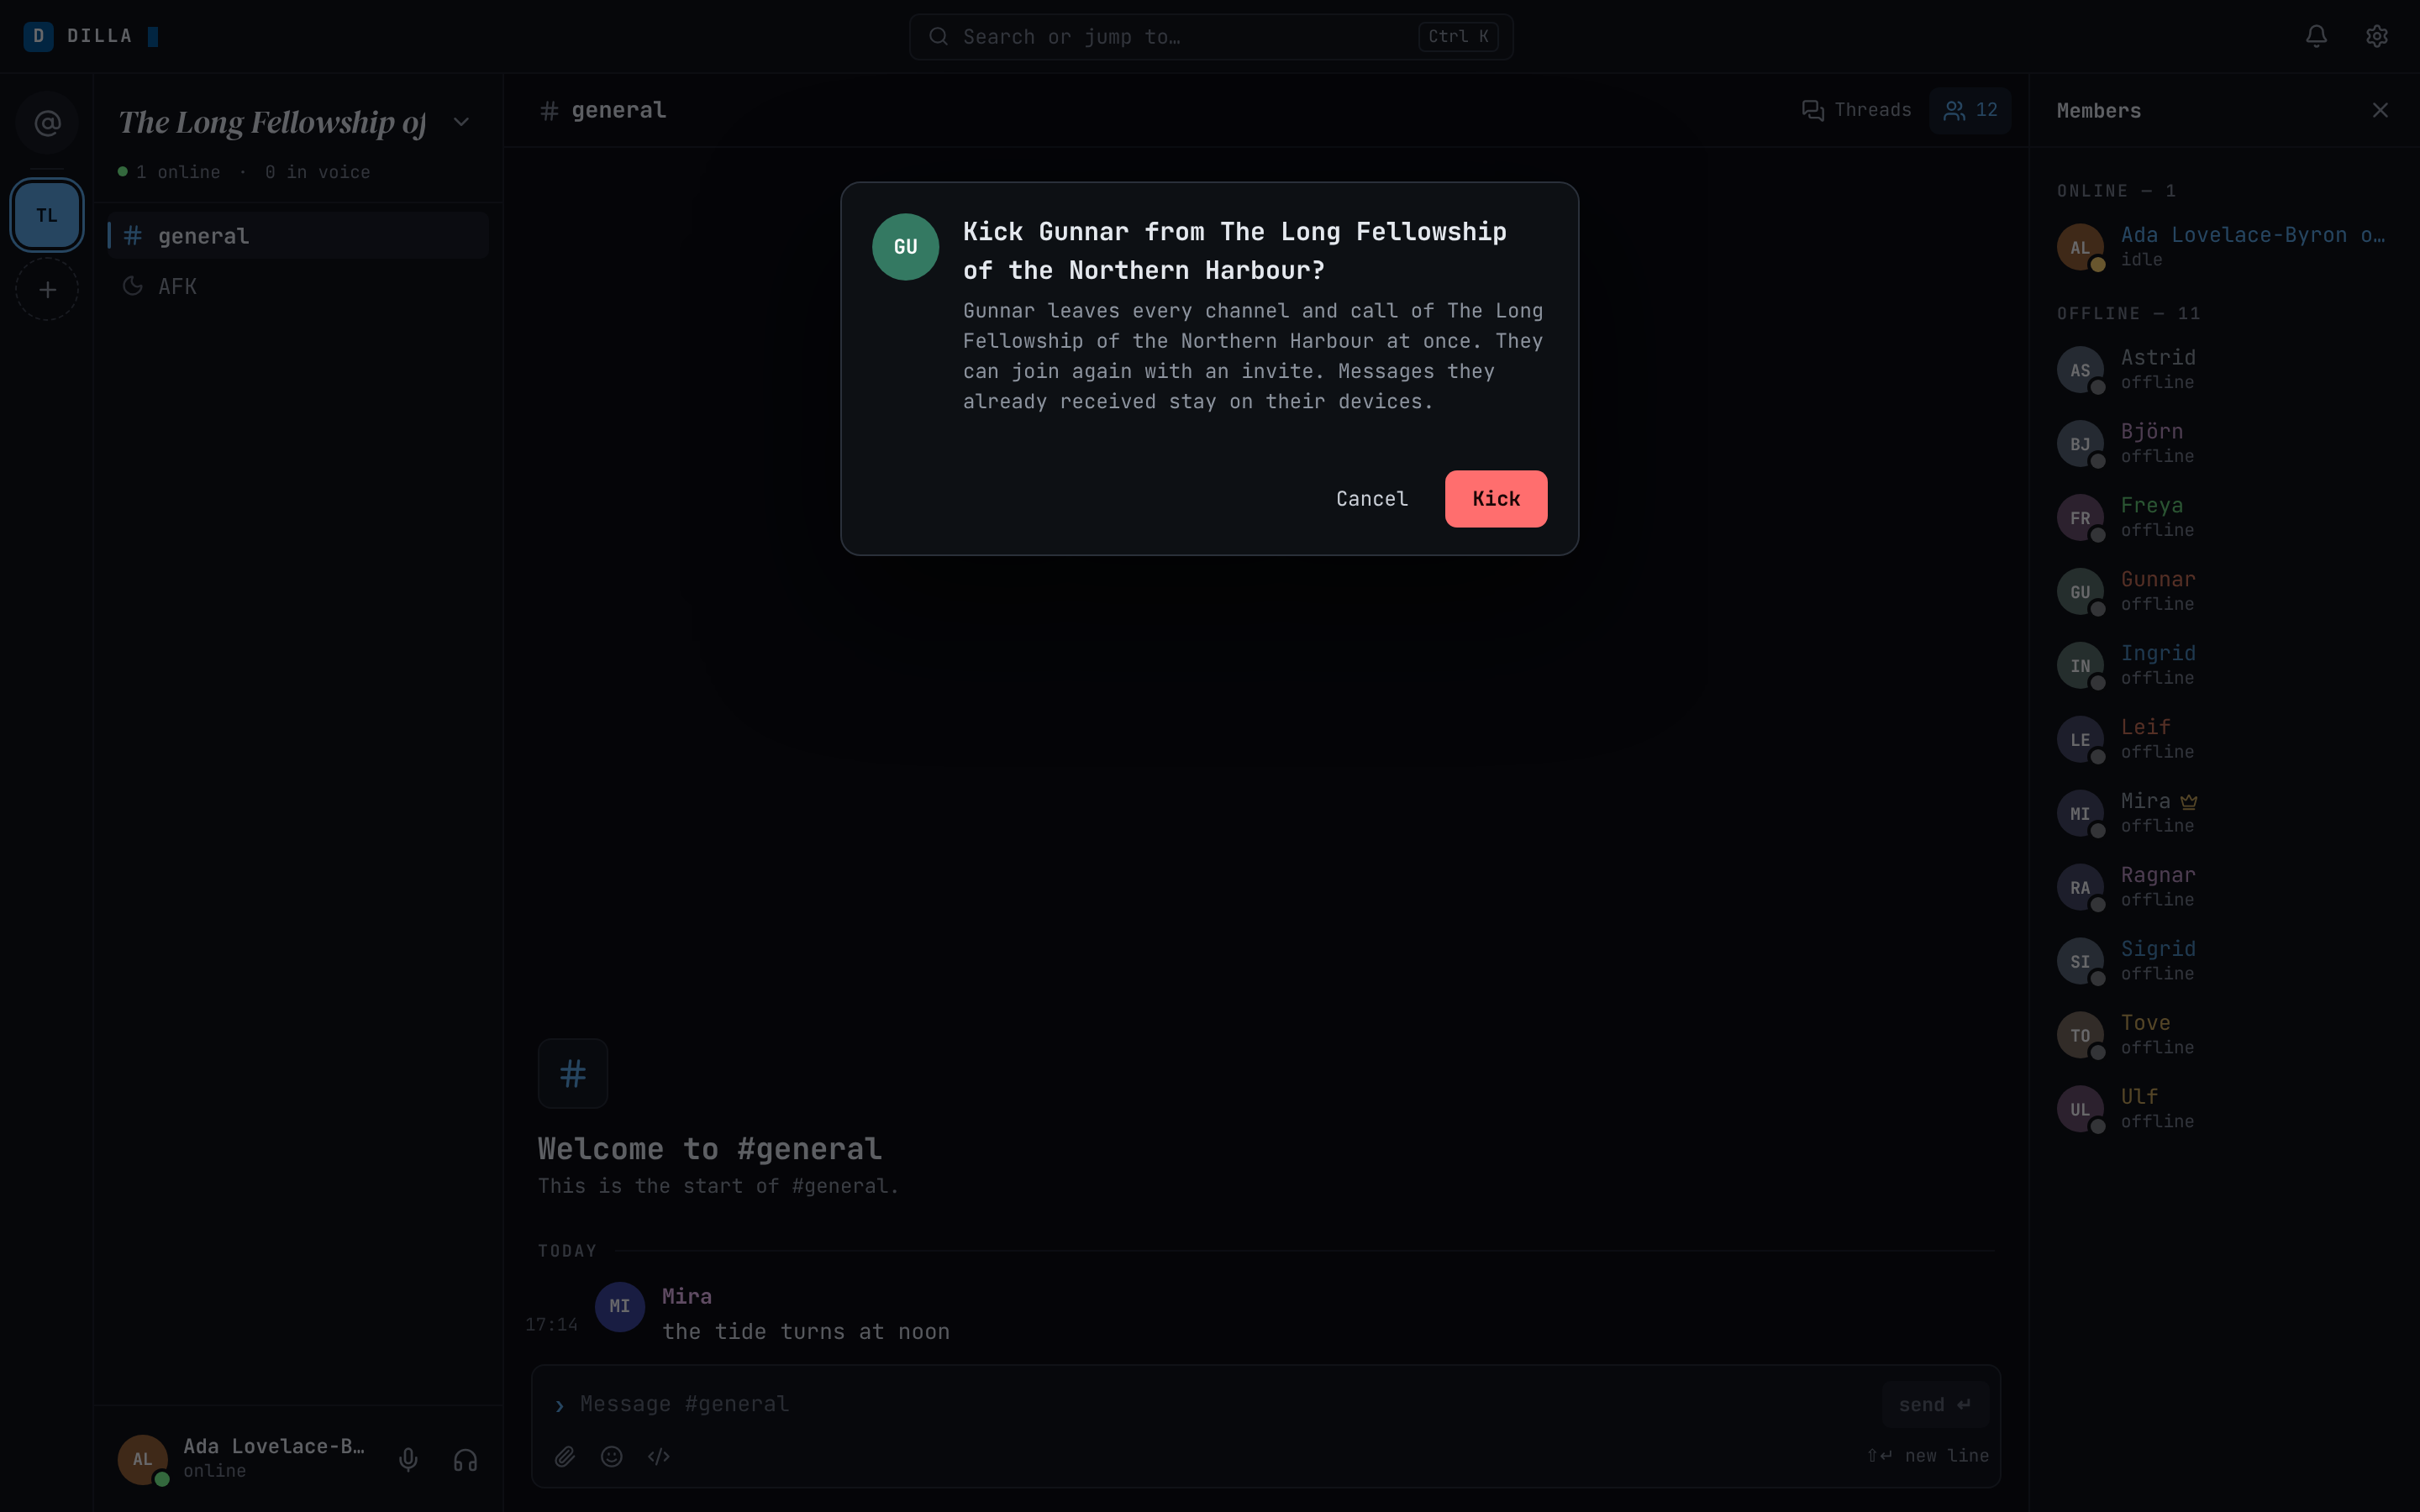 D DILLA
Search or jump to… Ctrl K
The Long Fellowship of
1 online · 0 in voice
TL
general
AFK
general
Threads
12
Members
ONLINE — 1
AL
Ada Lovelace-Byron o…
idle
OFFLINE — 11
AS
Astrid
offline
BJ
Björn
offline
FR
Freya
offline
GU
Gunnar
offline
IN
Ingrid
offline
LE
Leif
offline
MI
Mira
offline
RA
Ragnar
offline
SI
Sigrid
offline
TO
Tove
offline
UL
Ulf
offline
GU
Kick Gunnar from The Long Fellowship
of the Northern Harbour?
Gunnar leaves every channel and call of The Long
Fellowship of the Northern Harbour at once. They
can join again with an invite. Messages they
already received stay on their devices.
Cancel
Kick
#
Welcome to #general
This is the start of #general.
TODAY
17:14
MI
Mira
the tide turns at noon
› Message #general
send ↵
⇧↵ new line
AL
Ada Lovelace-B…
online